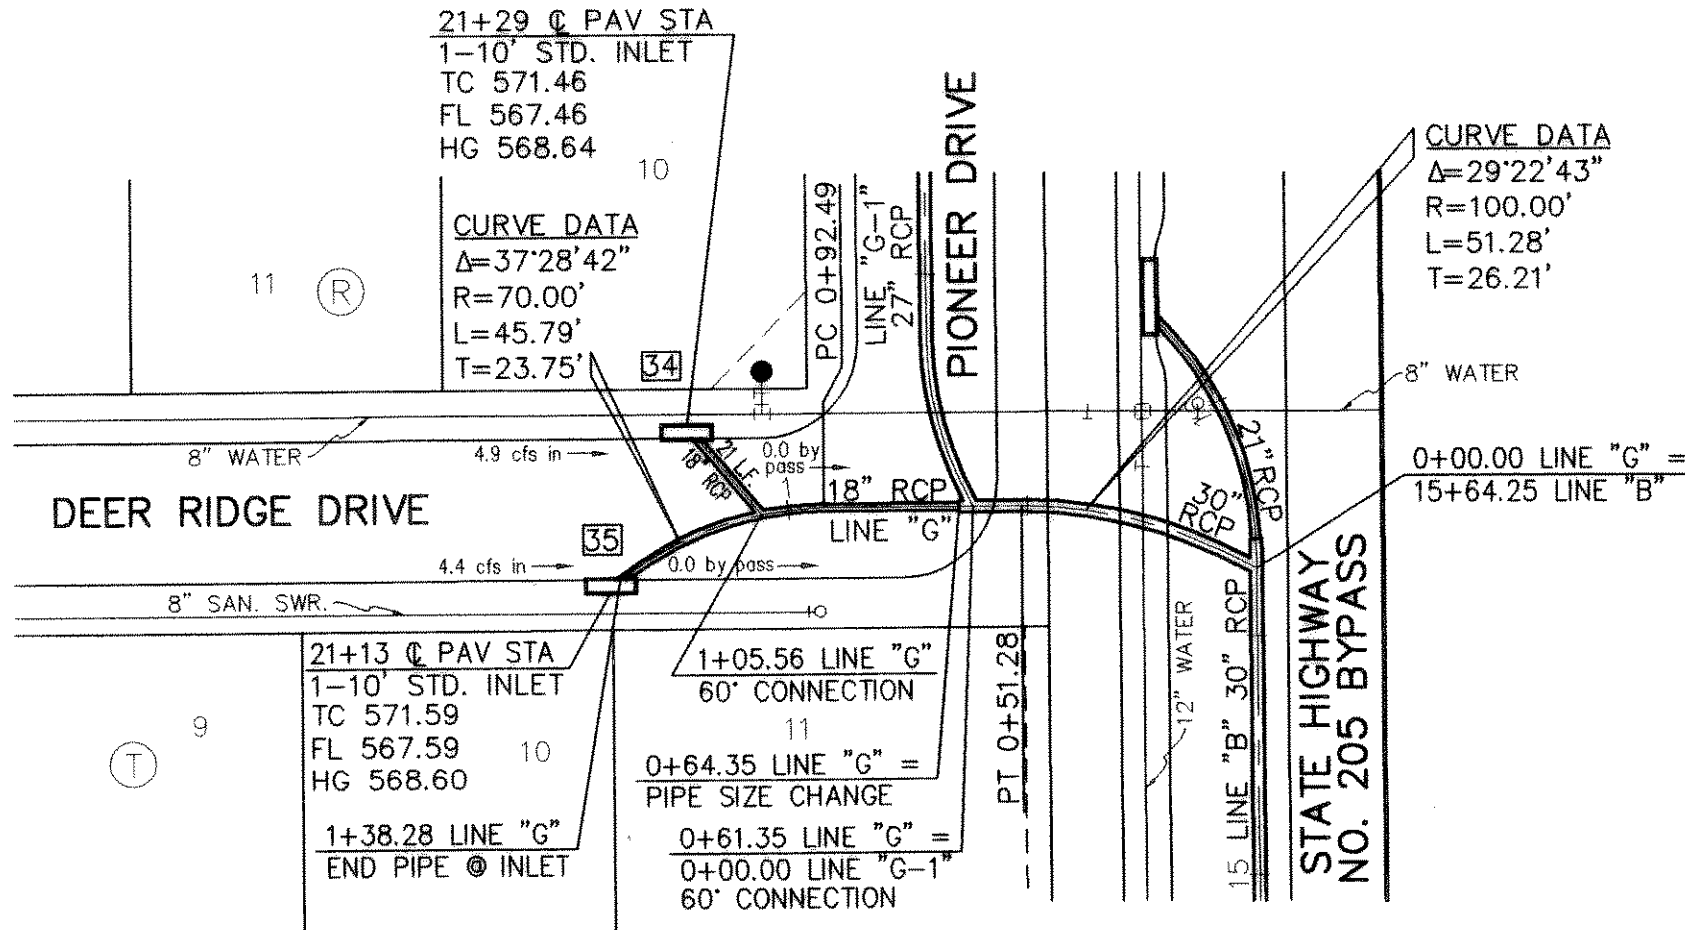 21+29 ℄ PAV STA
1-10' STD. INLET
TC 571.46
FL 567.46
HG 568.64
10
CURVE DATA
Δ=37°28'42"
R=70.00'
L=45.79'
T=23.75'
11
R
34
PC 0+92.49
LINE "G-1"
27" RCP
PIONEER DRIVE
CURVE DATA
Δ=29°22'43"
R=100.00'
L=51.28'
T=26.21'
8" WATER
8" WATER
4.9 cfs in
21 LF.
18" RCP
0.0 by pass
18" RCP
LINE "G"
30" RCP
21" RCP
0+00.00 LINE "G" =
15+64.25 LINE "B"
DEER RIDGE DRIVE
35
4.4 cfs in
0.0 by pass
8" SAN. SWR.
21+13 ℄ PAV STA
1-10' STD. INLET
TC 571.59
FL 567.59
HG 568.60
9
T
10
1+38.28 LINE "G"
END PIPE @ INLET
1+05.56 LINE "G"
60° CONNECTION
11
0+64.35 LINE "G" =
PIPE SIZE CHANGE
0+61.35 LINE "G" =
0+00.00 LINE "G-1"
60° CONNECTION
PT 0+51.28
12" WATER
15 LINE "B" 30" RCP
STATE HIGHWAY
NO. 205 BYPASS